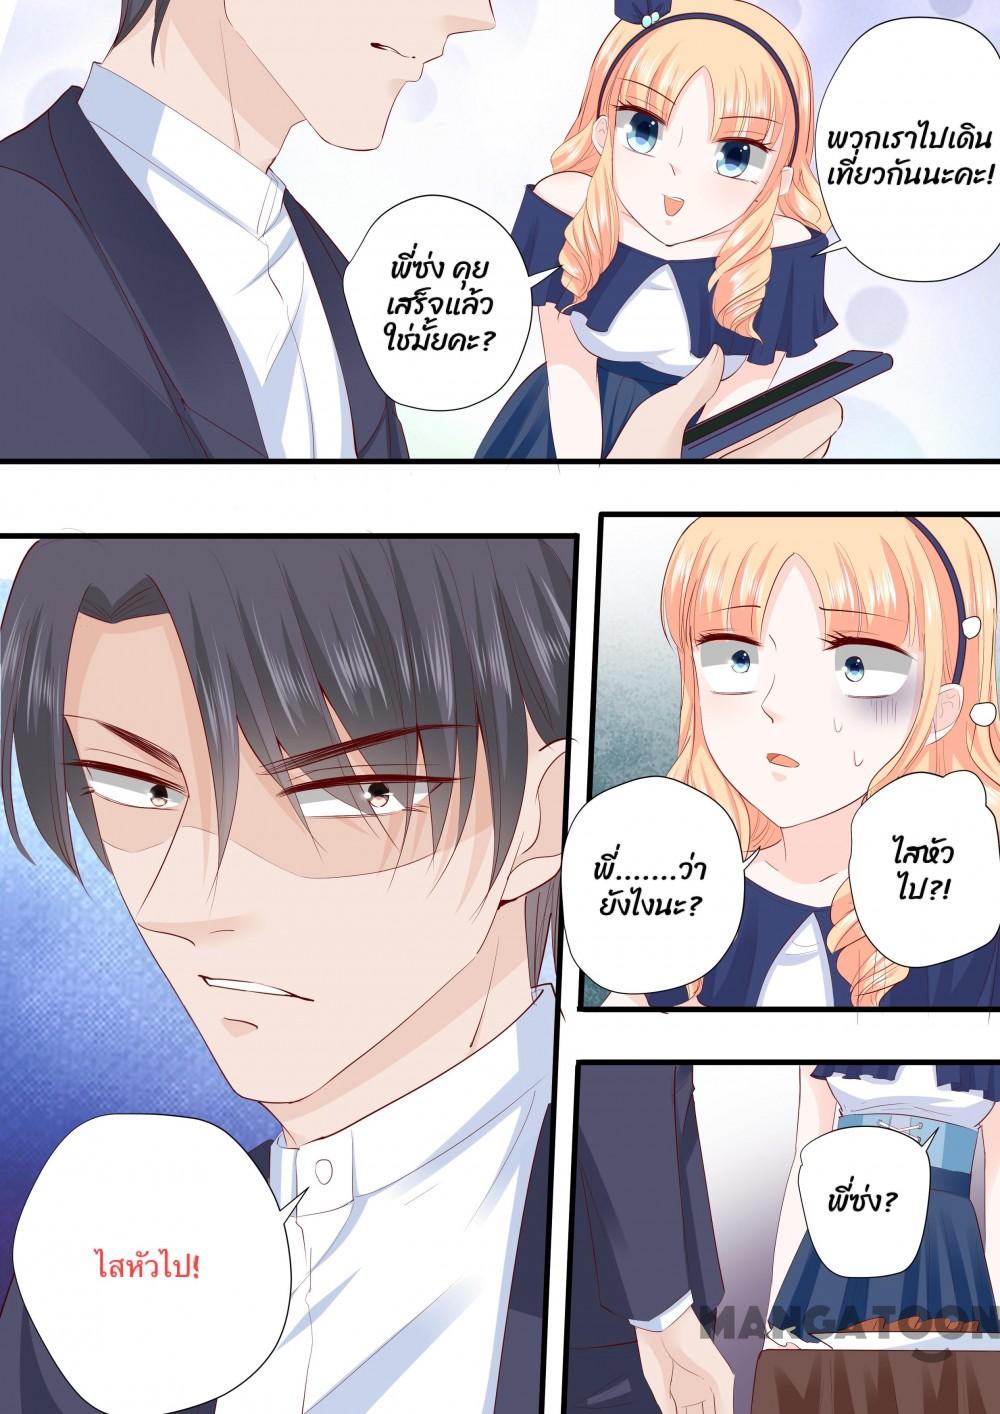 พี่ซ่ง คุย
เสร็จแล้ว
ใช่มั้ยคะ?
พวกเราไปเดิน
เที่ยวกันนะคะ!
ไสหัวไป!
พี่.......ว่า
ยังไงนะ?
ไสหัว
ไป?!
พี่ซ่ง?
MANGATOON